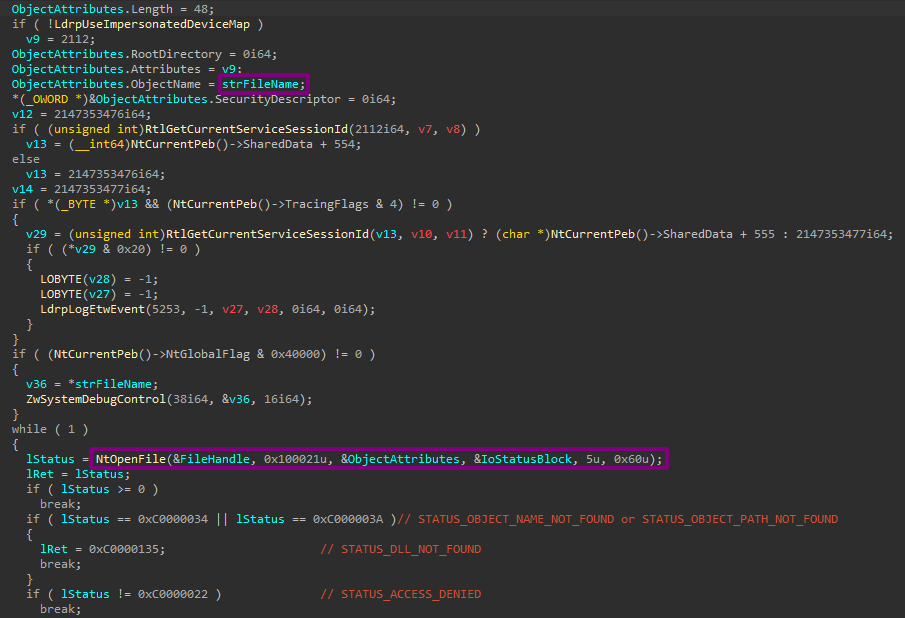 ObjectAttributes.Length = 48;
if ( !LdrpUseImpersonatedDeviceMap )
  v9 = 2112;
ObjectAttributes.RootDirectory = 0i64;
ObjectAttributes.Attributes = v9;
ObjectAttributes.ObjectName = strFileName;
*(_OWORD *)&ObjectAttributes.SecurityDescriptor = 0i64;
v12 = 2147353476i64;
if ( (unsigned int)RtlGetCurrentServiceSessionId(2112i64, v7, v8) )
  v13 = (__int64)NtCurrentPeb()->SharedData + 554;
else
  v13 = 2147353476i64;
v14 = 2147353477i64;
if ( *(_BYTE *)v13 && (NtCurrentPeb()->TracingFlags & 4) != 0 )
{
  v29 = (unsigned int)RtlGetCurrentServiceSessionId(v13, v10, v11) ? (char *)NtCurrentPeb()->SharedData + 555 : 2147353477i64;
  if ( (*v29 & 0x20) != 0 )
  {
    LOBYTE(v28) = -1;
    LOBYTE(v27) = -1;
    LdrpLogEtwEvent(5253, -1, v27, v28, 0i64, 0i64);
  }
}
if ( (NtCurrentPeb()->NtGlobalFlag & 0x40000) != 0 )
{
  v36 = *strFileName;
  ZwSystemDebugControl(38i64, &v36, 16i64);
}
while ( 1 )
{
  lStatus = NtOpenFile(&FileHandle, 0x100021u, &ObjectAttributes, &IoStatusBlock, 5u, 0x60u);
  lRet = lStatus;
  if ( lStatus >= 0 )
    break;
  if ( lStatus == 0xC0000034 || lStatus == 0xC000003A )// STATUS_OBJECT_NAME_NOT_FOUND or STATUS_OBJECT_PATH_NOT_FOUND
  {
    lRet = 0xC0000135;                      // STATUS_DLL_NOT_FOUND
    break;
  }
  if ( lStatus != 0xC0000022 )              // STATUS_ACCESS_DENIED
    break;